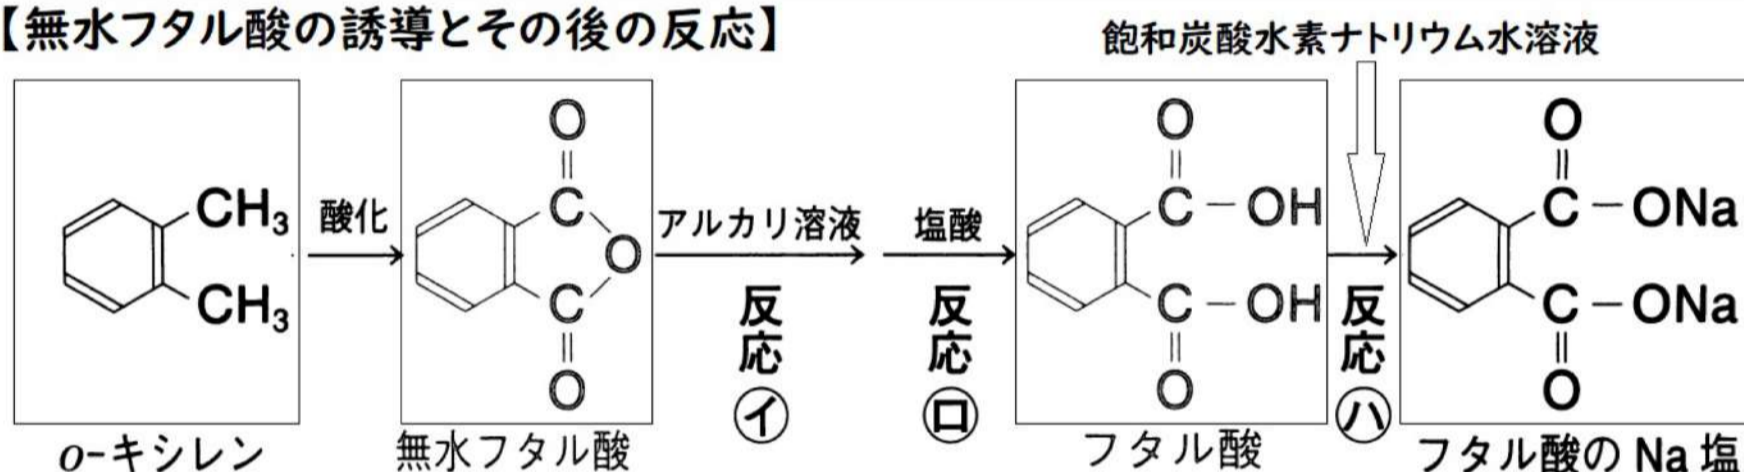 【無水フタル酸の誘導とその後の反応】
飽和炭酸水素ナトリウム水溶液
CH₃
CH₃
o-キシレン
酸化
O
C
O
C
O
無水フタル酸
アルカリ溶液
反応㋑
塩酸
反応㋺
O
C－OH
C－OH
O
フタル酸
反応㋩
O
C－ONa
C－ONa
O
フタル酸のNa塩